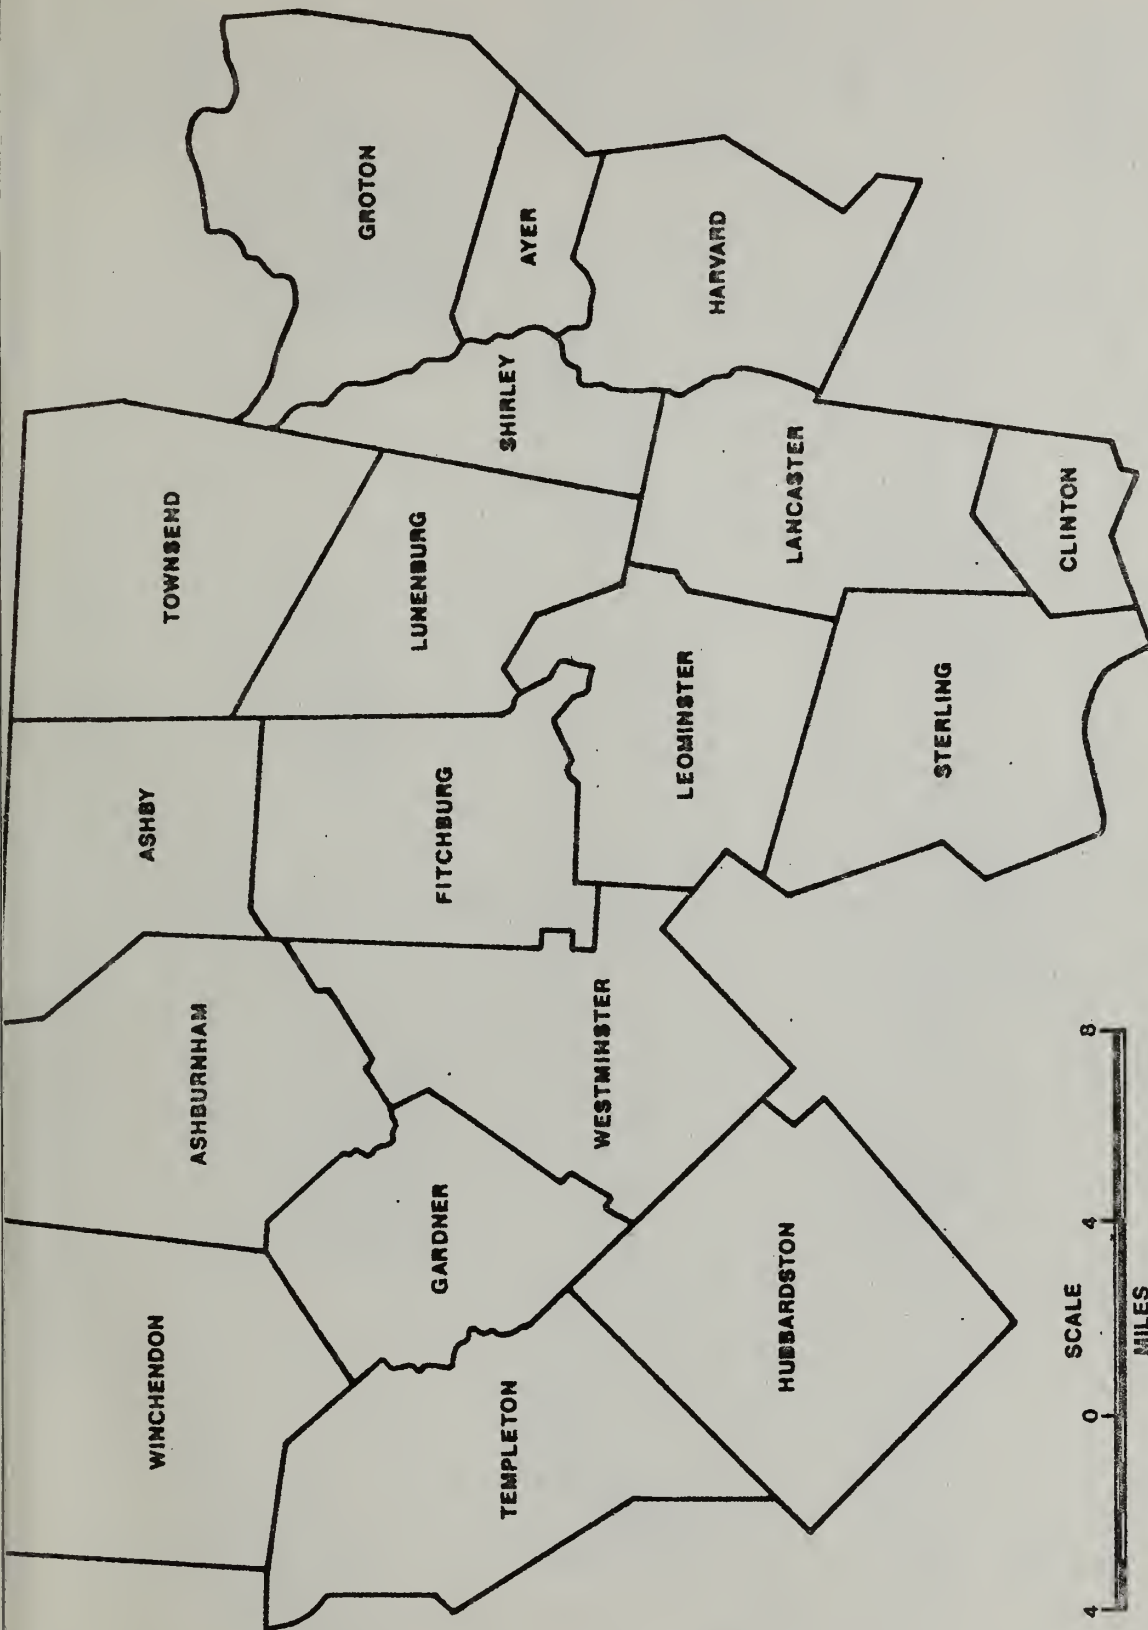 WINCHENDON
ASHBURNHAM
ASHBY
TOWNSEND
GROTON
TEMPLETON
GARDNER
FITCHBURG
LUNENBURG
SHIRLEY
AYER
HUBBARDSTON
WESTMINSTER
LEOMINSTER
LANCASTER
HARVARD
STERLING
CLINTON
SCALE
4 0 4 8
MILES